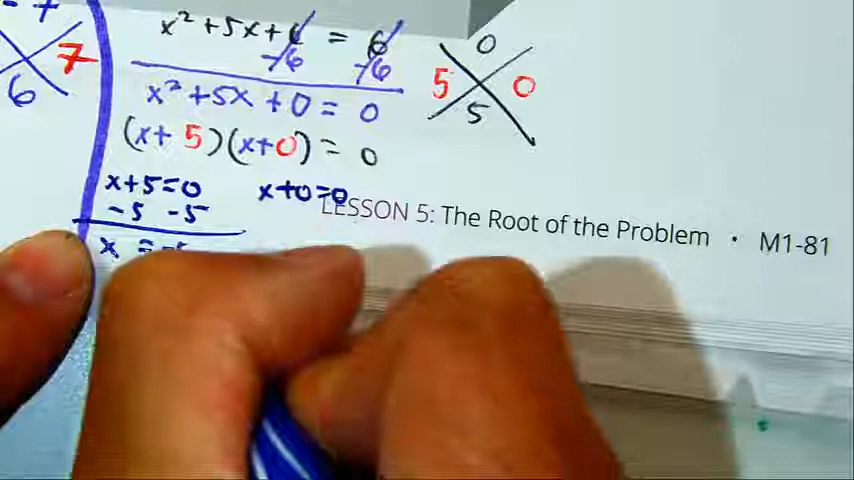 x² + 5x + 6 = 6
-6 -6
x² + 5x + 0 = 0
(x + 5)(x + 0) = 0
x + 5 = 0 x + 0 = 0
-5 -5
x = -5
0
5 0
5
7
6
LESSON 5: The Root of the Problem • M1-81